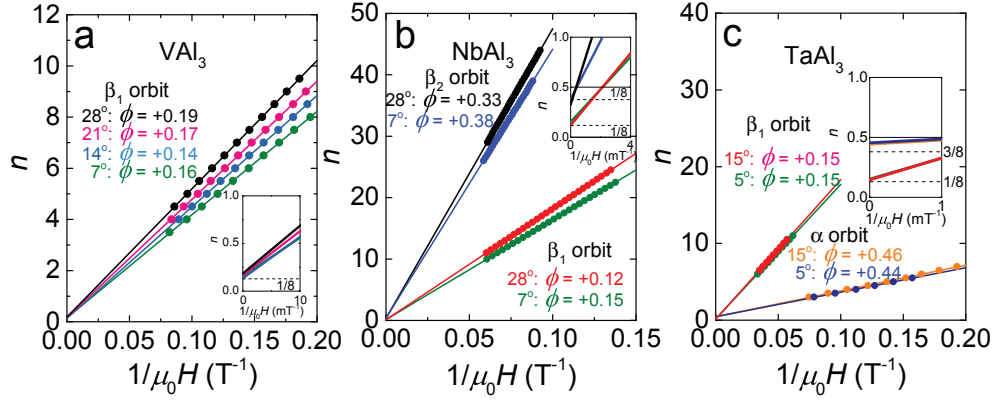 a
VAl3
β1 orbit
28°: ϕ = +0.19
21°: ϕ = +0.17
14°: ϕ = +0.14
7°: ϕ = +0.16
n
12
10
8
6
4
2
0
0.00 0.05 0.10 0.15 0.20
1/μ0H (T-1)
n
1.0
0.5
0.0
1/8
0 10
1/μ0H (mT-1)
b
NbAl3
β2 orbit
28°: ϕ = +0.33
7°: ϕ = +0.38
β1 orbit
28°: ϕ = +0.12
7°: ϕ = +0.15
n
50
40
30
20
10
0
0.00 0.05 0.10 0.15 0.20
1/μ0H (T-1)
n
1.0
0.5
0.0
1/8
1/8
0 4
1/μ0H (mT-1)
c
TaAl3
β1 orbit
15°: ϕ = +0.15
5°: ϕ = +0.15
α orbit
15°: ϕ = +0.46
5°: ϕ = +0.44
n
40
30
20
10
0
0.00 0.05 0.10 0.15 0.20
1/μ0H (T-1)
n
1.0
0.5
0.0
3/8
1/8
0 1
1/μ0H (mT-1)